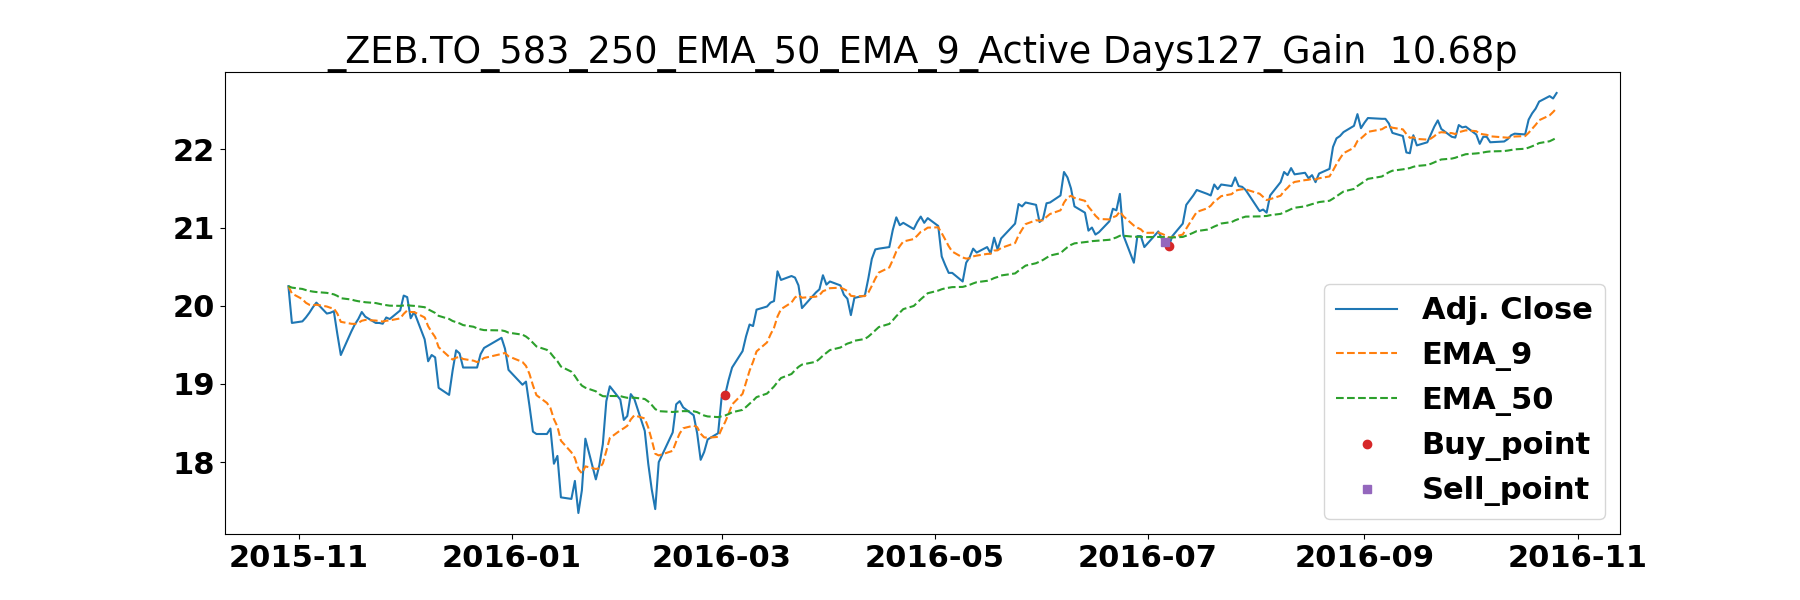 _ZEB.TO_583_250_EMA_50_EMA_9_Active Days127_Gain  10.68p
22
21
20
19
18
Adj. Close
EMA_9
EMA_50
Buy_point
Sell_point
2015-11 2016-01 2016-03 2016-05 2016-07 2016-09 2016-11